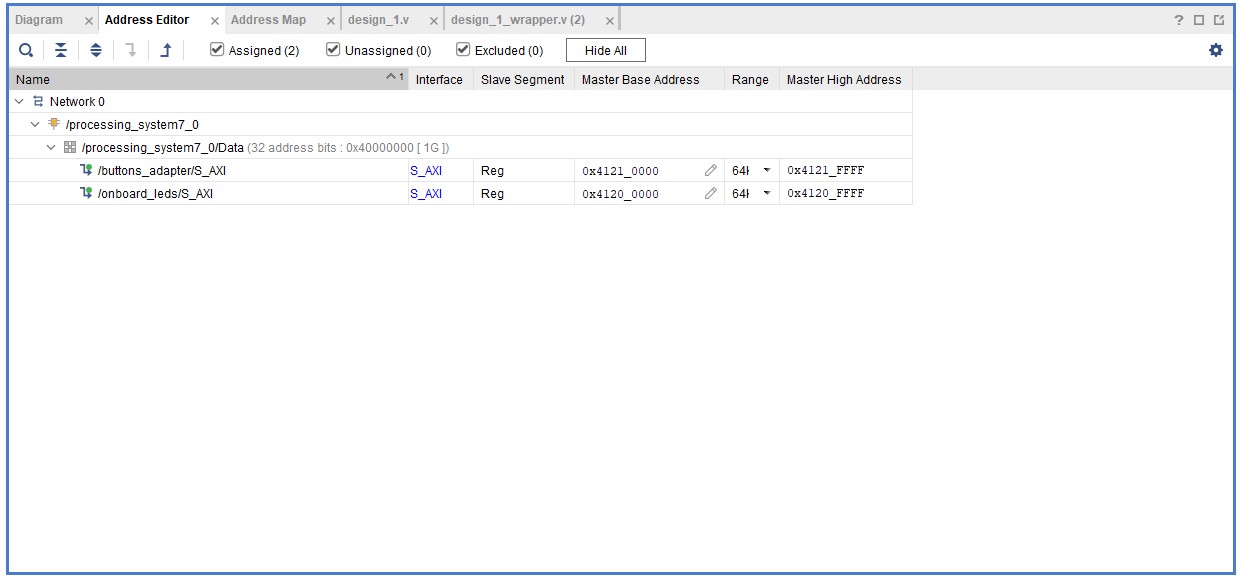 Diagram Address Editor Address Map design_1.v design_1_wrapper.v (2) ?
Assigned (2) Unassigned (0) Excluded (0) Hide All
Name 1 Interface Slave Segment Master Base Address Range Master High Address
Network 0
/processing_system7_0
/processing_system7_0/Data (32 address bits : 0x40000000 [ 1G ])
/buttons_adapter/S_AXI S_AXI Reg 0x4121_0000 64K 0x4121_FFFF
/onboard_leds/S_AXI S_AXI Reg 0x4120_0000 64K 0x4120_FFFF